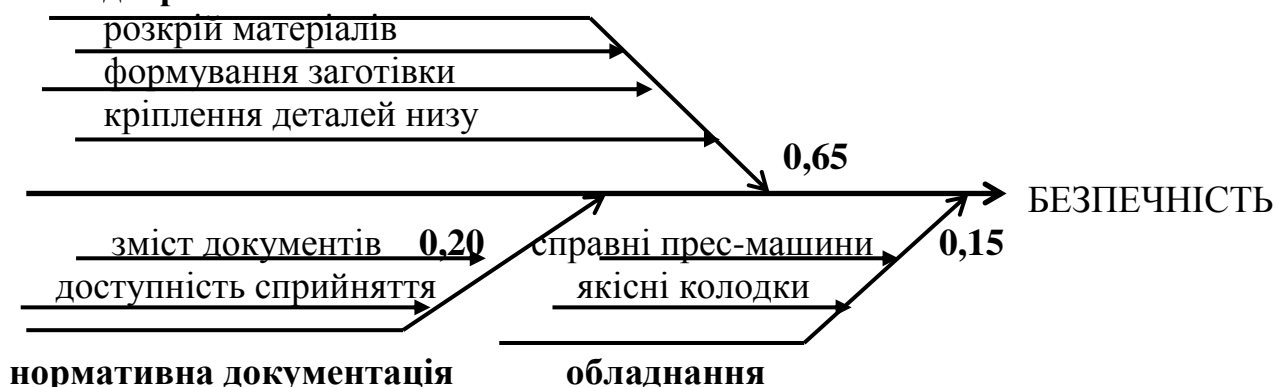 розкрій матеріалів
формування заготівки
кріплення деталей низу
0,65
БЕЗПЕЧНІСТЬ
зміст документів 0,20 справні прес-машини 0,15
доступність сприйняття якісні колодки
нормативна документація обладнання